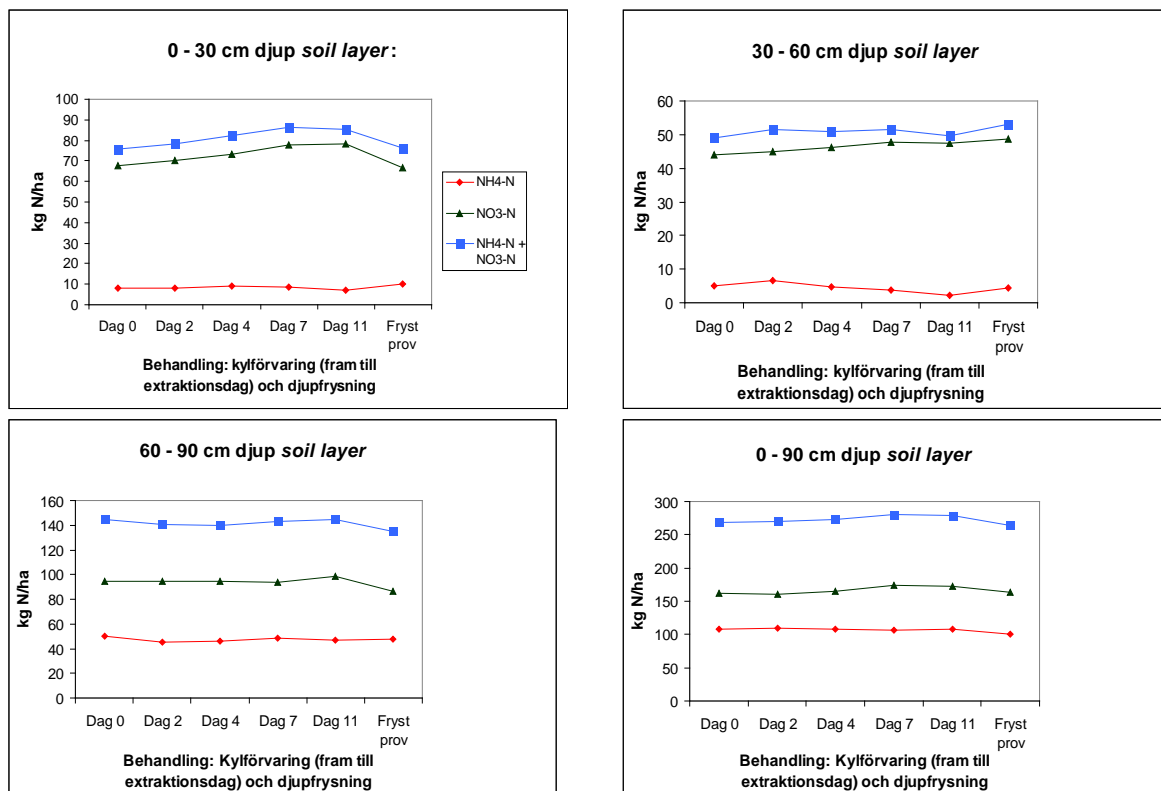 0 - 30 cm djup soil layer :
100
90
80
70
60
50
40
30
20
10
0
kg N/ha
Dag 0 Dag 2 Dag 4 Dag 7 Dag 11 Fryst
prov
Behandling: kylförvaring (fram till
extraktionsdag) och djupfrysning
NH4-N
NO3-N
NH4-N +
NO3-N
30 - 60 cm djup soil layer
60
50
40
30
20
10
0
kg N/ha
Dag 0 Dag 2 Dag 4 Dag 7 Dag 11 Fryst
prov
Behandling: kylförvaring (fram till
extraktionsdag) och djupfrysning
60 - 90 cm djup soil layer
160
140
120
100
80
60
40
20
0
kg N/ha
Dag 0 Dag 2 Dag 4 Dag 7 Dag 11 Fryst
prov
Behandling: Kylförvaring (fram till
extraktionsdag) och djupfrysning
0 - 90 cm djup soil layer
300
250
200
150
100
50
0
kg N/ha
Dag 0 Dag 2 Dag 4 Dag 7 Dag 11 Fryst
prov
Behandling: Kylförvaring (fram till
extraktionsdag) och djupfrysning